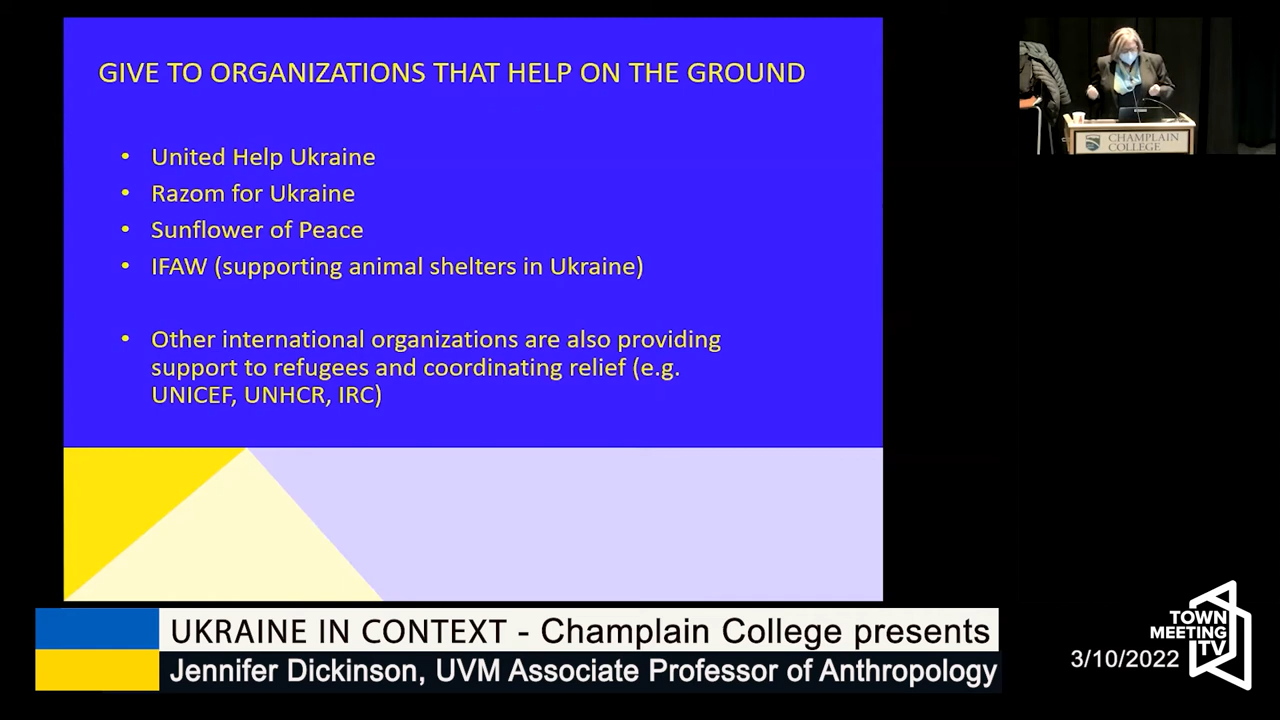 GIVE TO ORGANIZATIONS THAT HELP ON THE GROUND
• United Help Ukraine
• Razom for Ukraine
• Sunflower of Peace
• IFAW (supporting animal shelters in Ukraine)
• Other international organizations are also providing
support to refugees and coordinating relief (e.g.
UNICEF, UNHCR, IRC)
CHAMPLAIN
COLLEGE
UKRAINE IN CONTEXT - Champlain College presents
Jennifer Dickinson, UVM Associate Professor of Anthropology
3/10/2022
TOWN
MEETING
TV